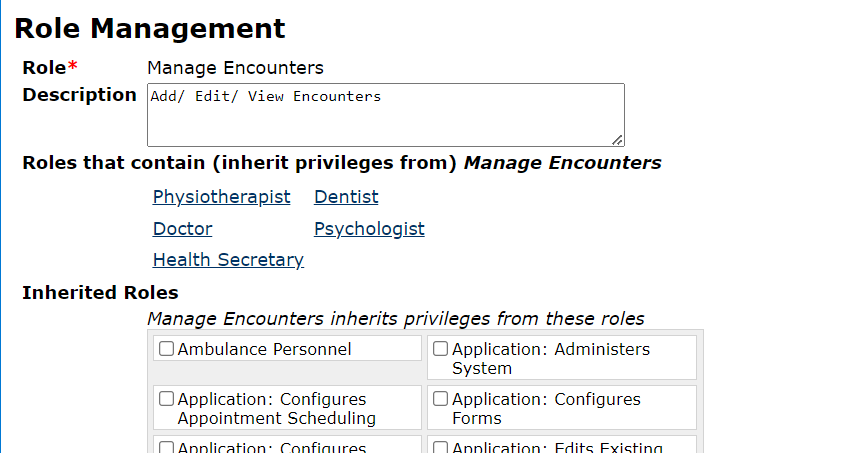 Role Management
Role* Manage Encounters
Description Add/ Edit/ View Encounters
Roles that contain (inherit privileges from) Manage Encounters
Physiotherapist Dentist
Doctor Psychologist
Health Secretary
Inherited Roles
Manage Encounters inherits privileges from these roles
Ambulance Personnel Application: Administers
System
Application: Configures Application: Configures
Appointment Scheduling Forms
Application: Configures Application: Edits Existing